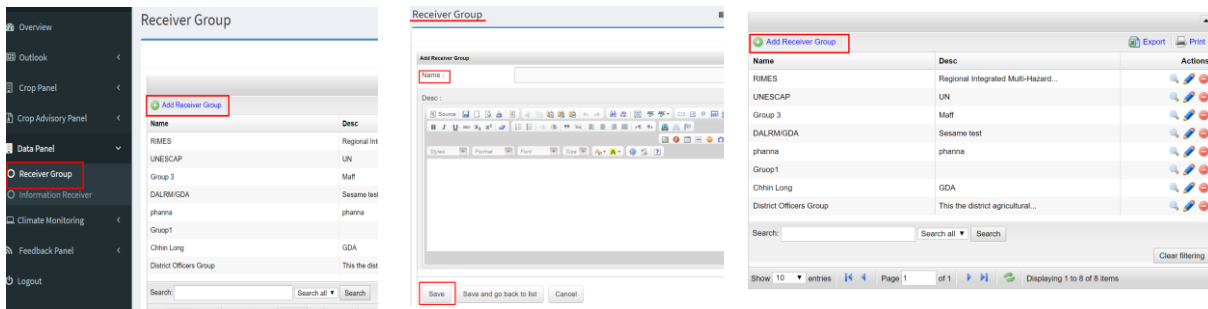 Overview
Outlook
Crop Panel
Crop Advisory Panel
Data Panel
Receiver Group
Information Receiver
Climate Monitoring
Feedback Panel
Logout
Receiver Group
Add Receiver Group
Name Desc
RIMES Regional Int
UNESCAP UN
Group 3 Maff
DALRM/GDA Sesame test
phanna phanna
Gruop1
Chhin Long GDA
District Officers Group This the dist
Search: Search all Search
Receiver Group
Add Receiver Group
Name :
Desc :
Source
B I U
Styles Format Font Size
Save Save and go back to list Cancel
Add Receiver Group Export Print
Name Desc Actions
RIMES Regional Integrated Multi-Hazard...
UNESCAP UN
Group 3 Maff
DALRM/GDA Sesame test
phanna phanna
Gruop1
Chhin Long GDA
District Officers Group This the district agricultural...
Search: Search all Search
Clear filtering
Show 10 entries Page 1 of 1 Displaying 1 to 8 of 8 items